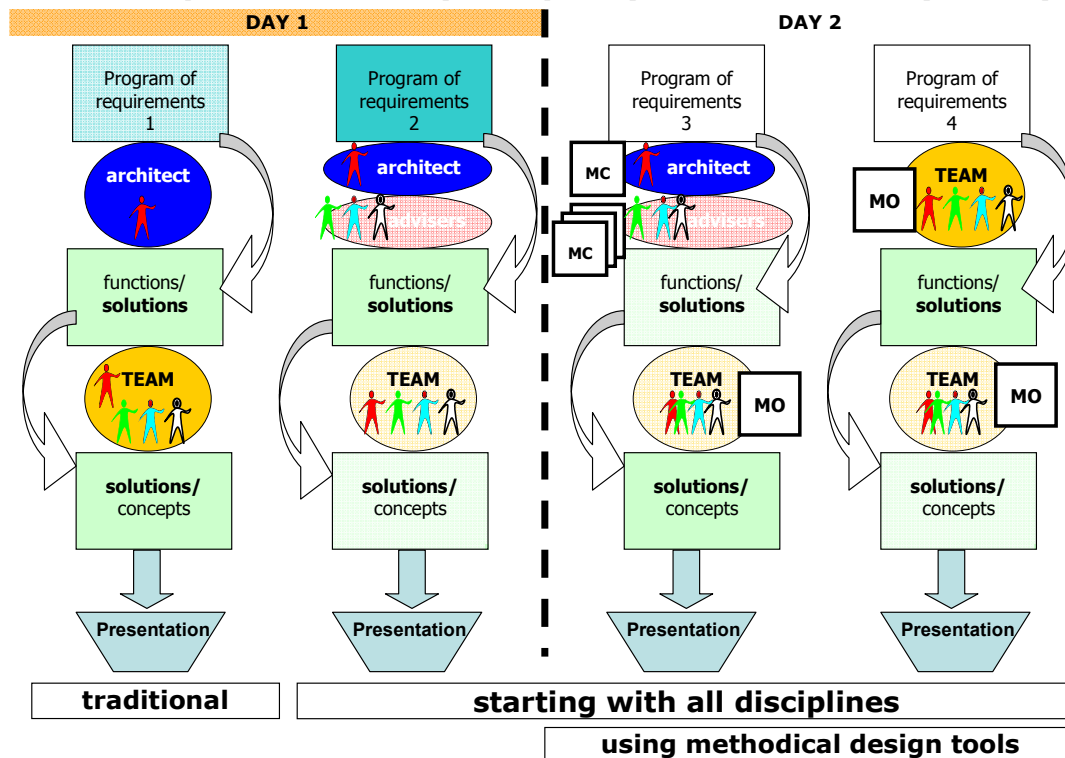 DAY 1
DAY 2
Program of
requirements
1
Program of
requirements
2
Program of
requirements
3
Program of
requirements
4
architect
architect
advisers
MC
architect
MC
advisers
MO
TEAM
functions/
solutions
functions/
solutions
functions/
solutions
functions/
solutions
TEAM
TEAM
TEAM
MO
TEAM
MO
solutions/
concepts
solutions/
concepts
solutions/
concepts
solutions/
concepts
Presentation
Presentation
Presentation
Presentation
traditional
starting with all disciplines
using methodical design tools